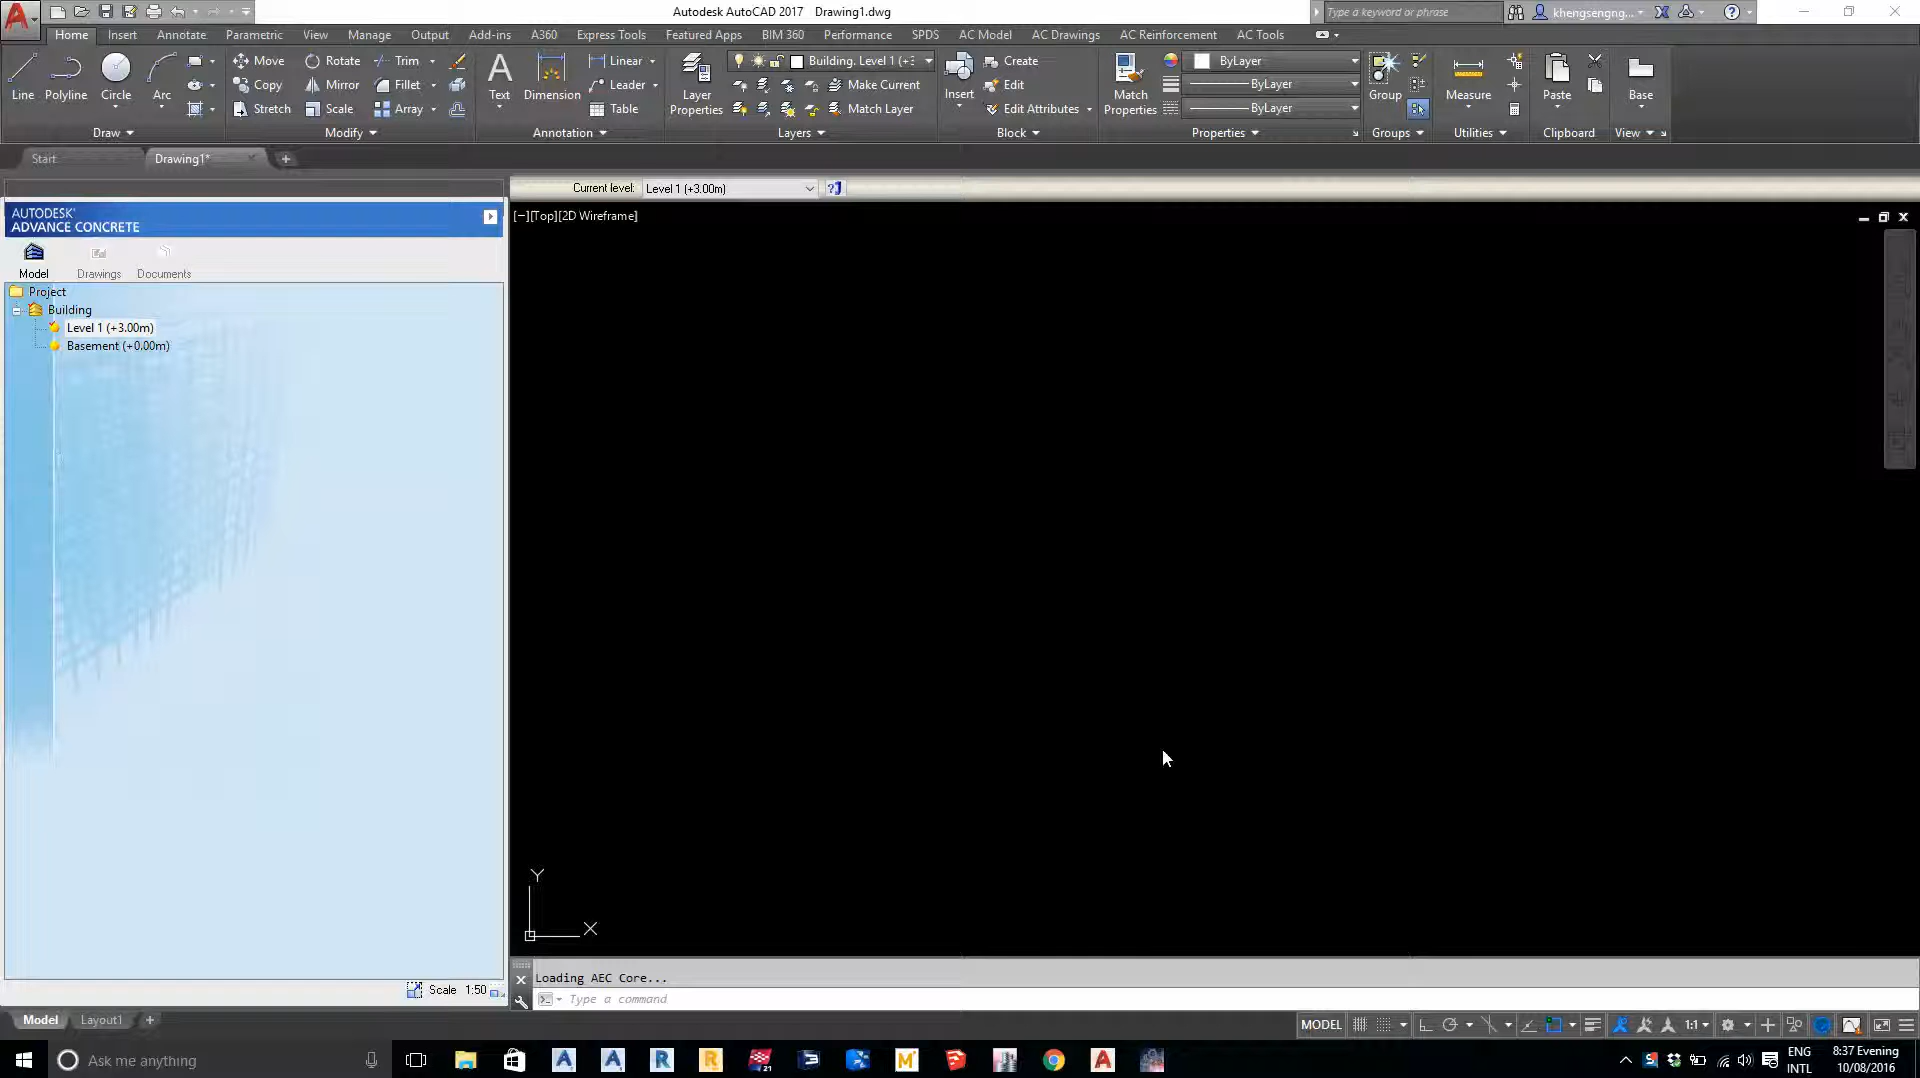 Autodesk AutoCAD 2017 Drawing1.dwg
Type a keyword or phrase
khengsengng...
Home Insert Annotate Parametric View Manage Output Add-ins A360 Express Tools Featured Apps BIM 360 Performance SPDS AC Model AC Drawings AC Reinforcement AC Tools
Line Polyline Circle Arc
Move Rotate Trim
Copy Mirror Fillet
Stretch Scale Array
Text Dimension
Linear
Leader
Table
Layer Properties
Building. Level 1 (+3
Make Current
Match Layer
Insert
Create
Edit
Edit Attributes
Match Properties
ByLayer
ByLayer
ByLayer
Group Measure Paste Base
Draw Modify Annotation Layers Block Properties Groups Utilities Clipboard View
Start Drawing1*
Current level: Level 1 (+3.00m)
AUTODESK®
ADVANCE CONCRETE
Model Drawings Documents
Project
Building
Level 1 (+3.00m)
Basement (+0.00m)
[−][Top][2D Wireframe]
Y
X
Loading AEC Core...
Type a command
Scale 1:50
Model Layout1
MODEL 1:1
Ask me anything
21
ENG
INTL
8:37 Evening
10/08/2016